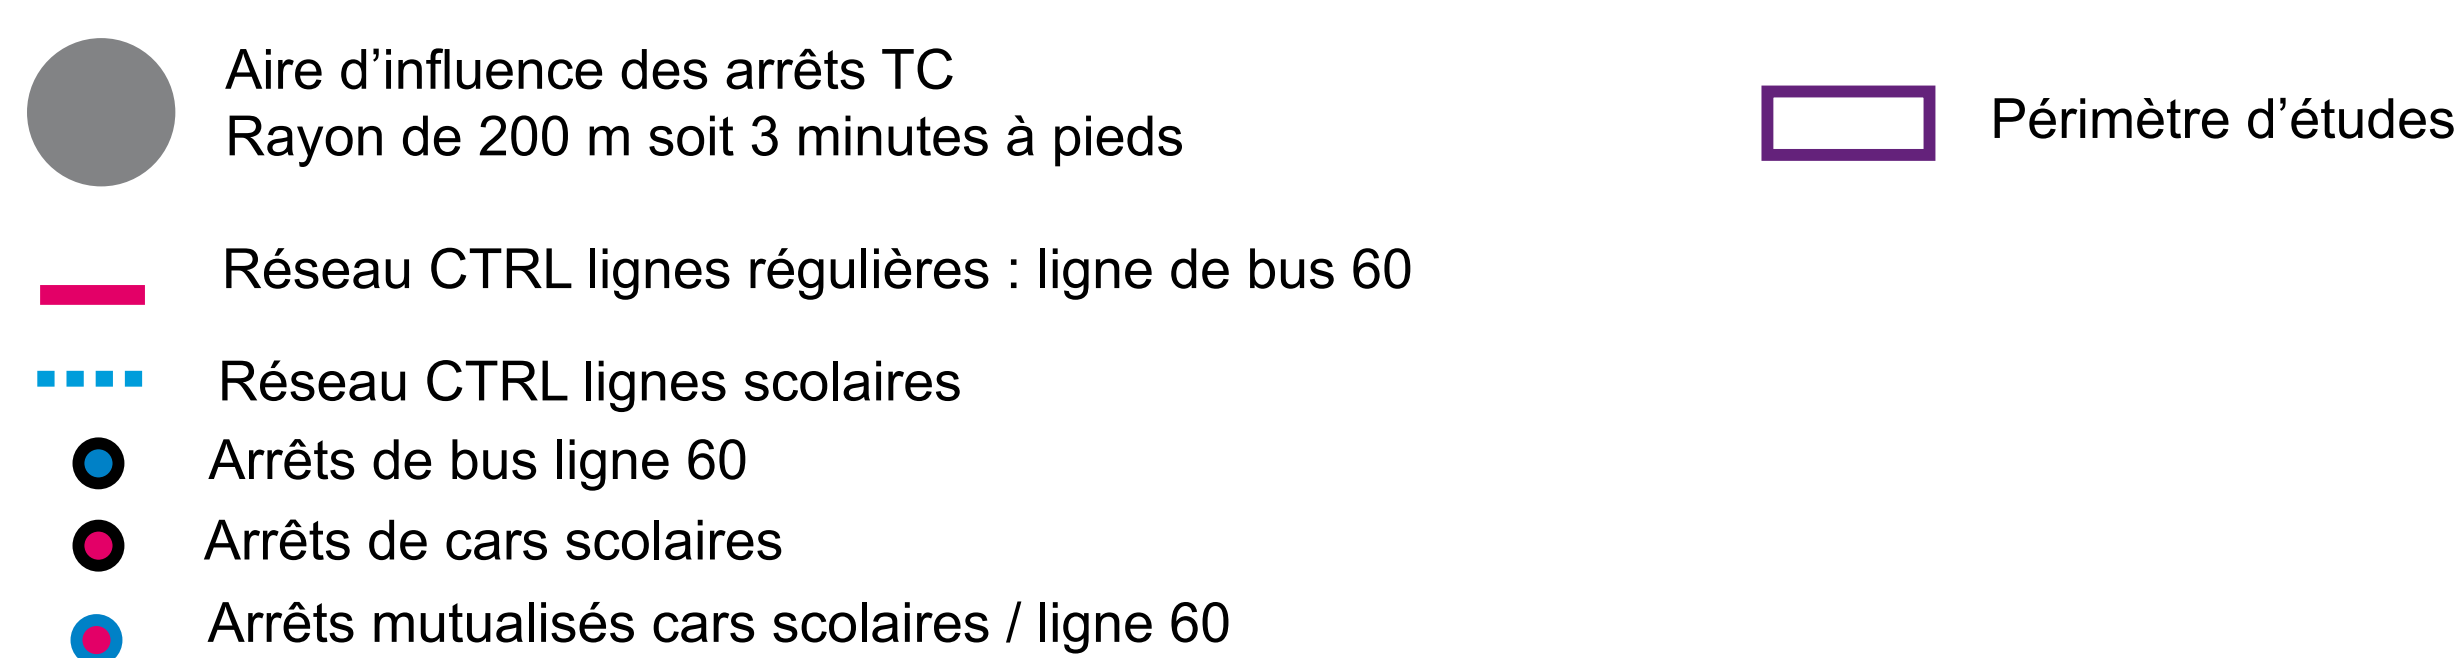 Aire d’influence des arrêts TC
Rayon de 200 m soit 3 minutes à pieds
Périmètre d’études
Réseau CTRL lignes régulières : ligne de bus 60
Réseau CTRL lignes scolaires
Arrêts de bus ligne 60
Arrêts de cars scolaires
Arrêts mutualisés cars scolaires / ligne 60